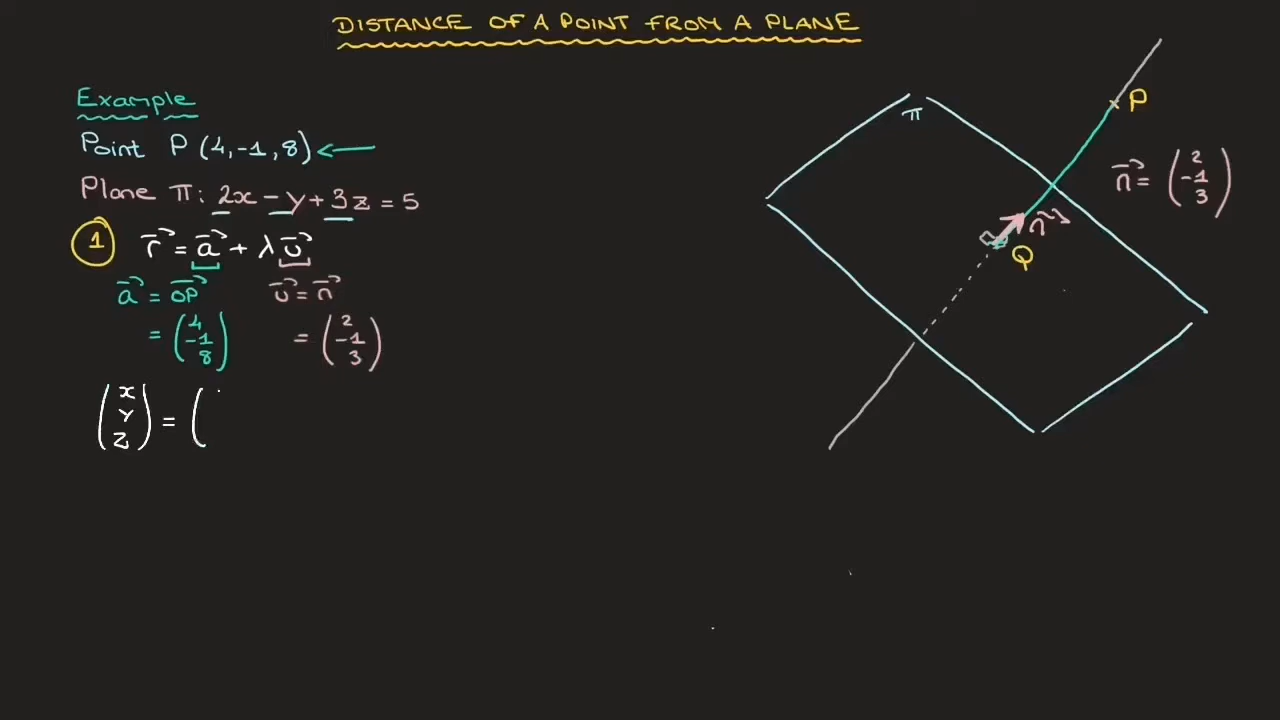 DISTANCE OF A POINT FROM A PLANE
Example
Point P (4,-1,8)
Plane π: 2x - y + 3z = 5
1 r⃗ = a⃗ + λ υ⃗
a⃗ = OP⃗ υ⃗ = n⃗
= (4 -1 8) = (2 -1 3)
(x y z) = (
π
P
n⃗ = (2 -1 3)
n⃗
Q